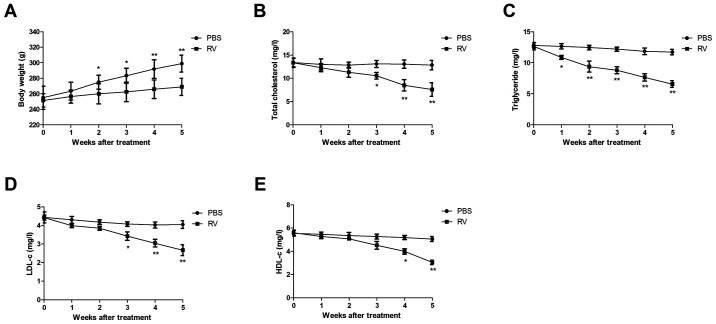 A
Body weight (g)
300
290
280
270
260
250
240
PBS
RV
* * ** **
0 1 2 3 4 5
Weeks after treatment
B
Total cholesterol (mg/l)
20
15
10
5
0
PBS
RV
* ** **
0 1 2 3 4 5
Weeks after treatment
C
Triglyceride (mg/l)
15
10
5
0
PBS
RV
* ** ** ** **
0 1 2 3 4 5
Weeks after treatment
D
LDL-c (mg/l)
5
4
3
2
1
0
PBS
RV
* ** **
0 1 2 3 4 5
Weeks after treatment
E
HDL-c (mg/l)
8
6
4
2
0
PBS
RV
* **
0 1 2 3 4 5
Weeks after treatment